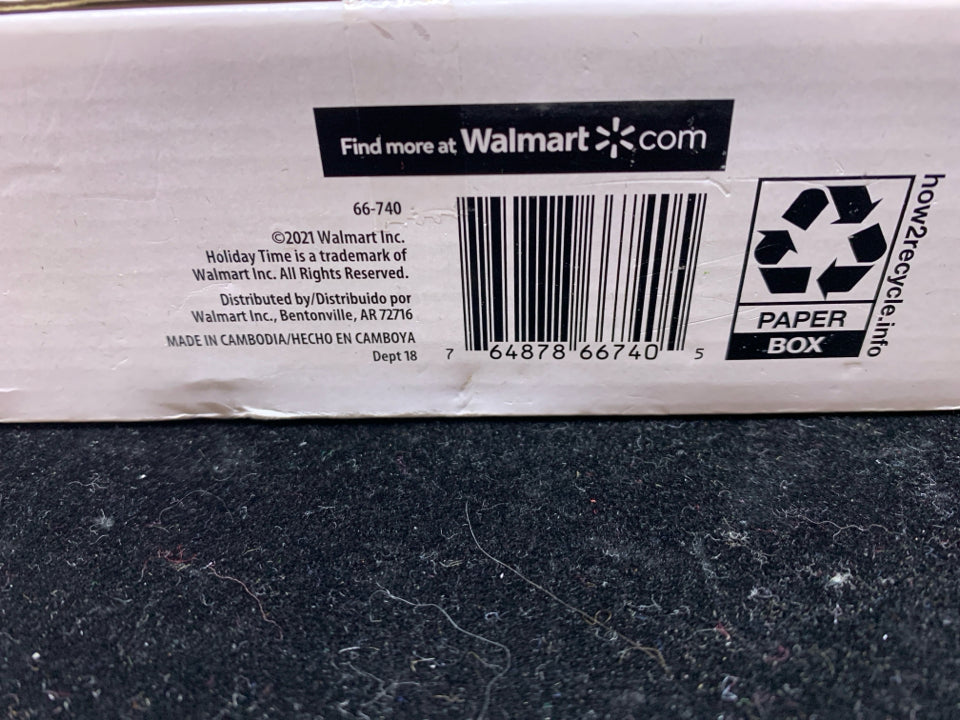 Find more at Walmart com
66-740
©2021 Walmart Inc.
Holiday Time is a trademark of
Walmart Inc. All Rights Reserved.
Distributed by/Distribuido por
Walmart Inc., Bentonville, AR 72716
MADE IN CAMBODIA/HECHO EN CAMBOYA
Dept 18
7 64878 66740 5
PAPER
BOX
how2recycle.info